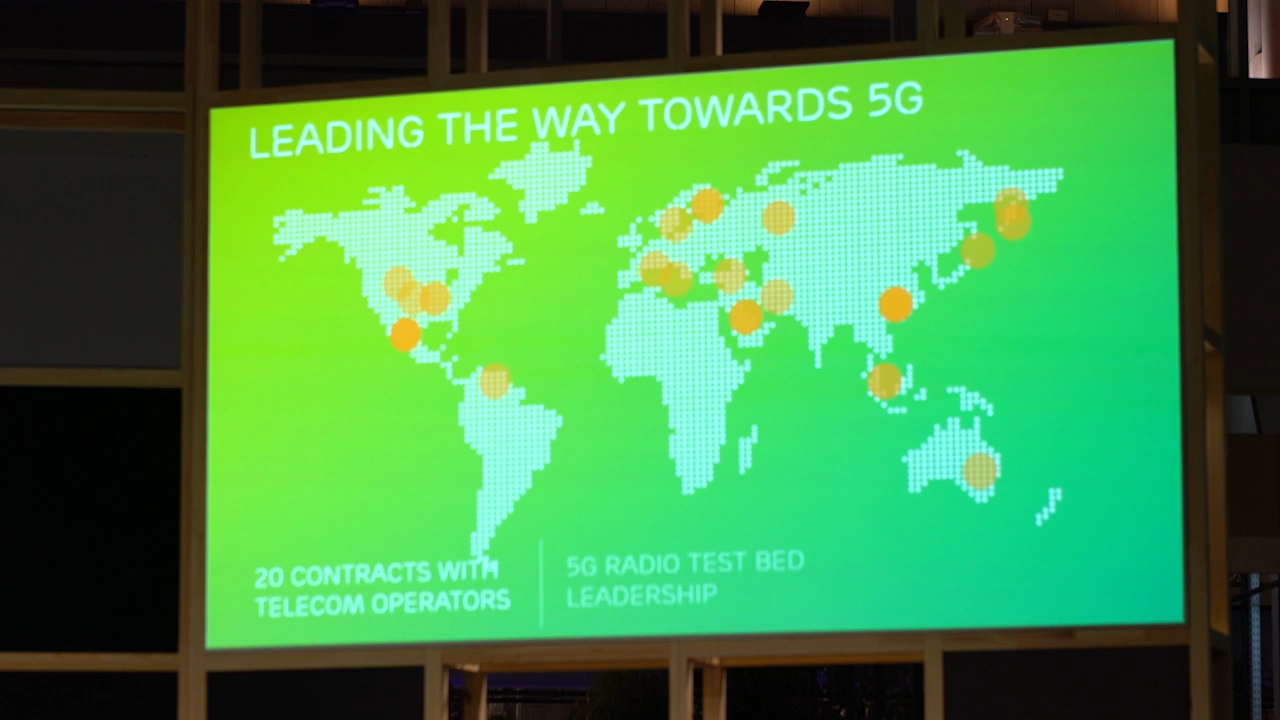 LEADING THE WAY TOWARDS 5G
20 CONTRACTS WITH
TELECOM OPERATORS
5G RADIO TEST BED
LEADERSHIP